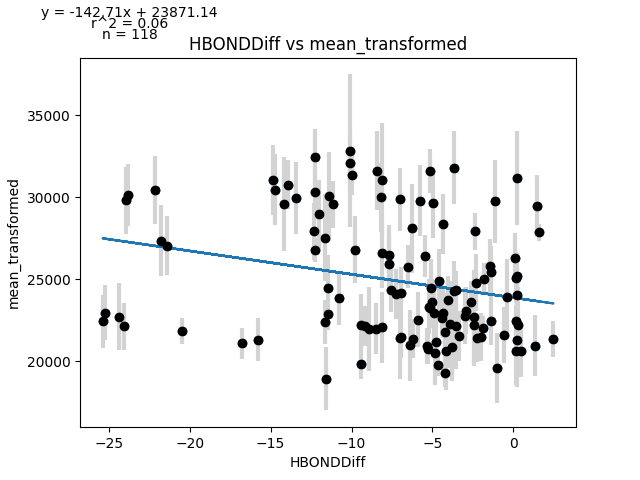 y = -142.71x + 23871.14
r^2 = 0.06
n = 118
HBONDDiff vs mean_transformed
35000
30000
25000
20000
mean_transformed
−25
−20
−15
−10
−5
0
HBONDDiff